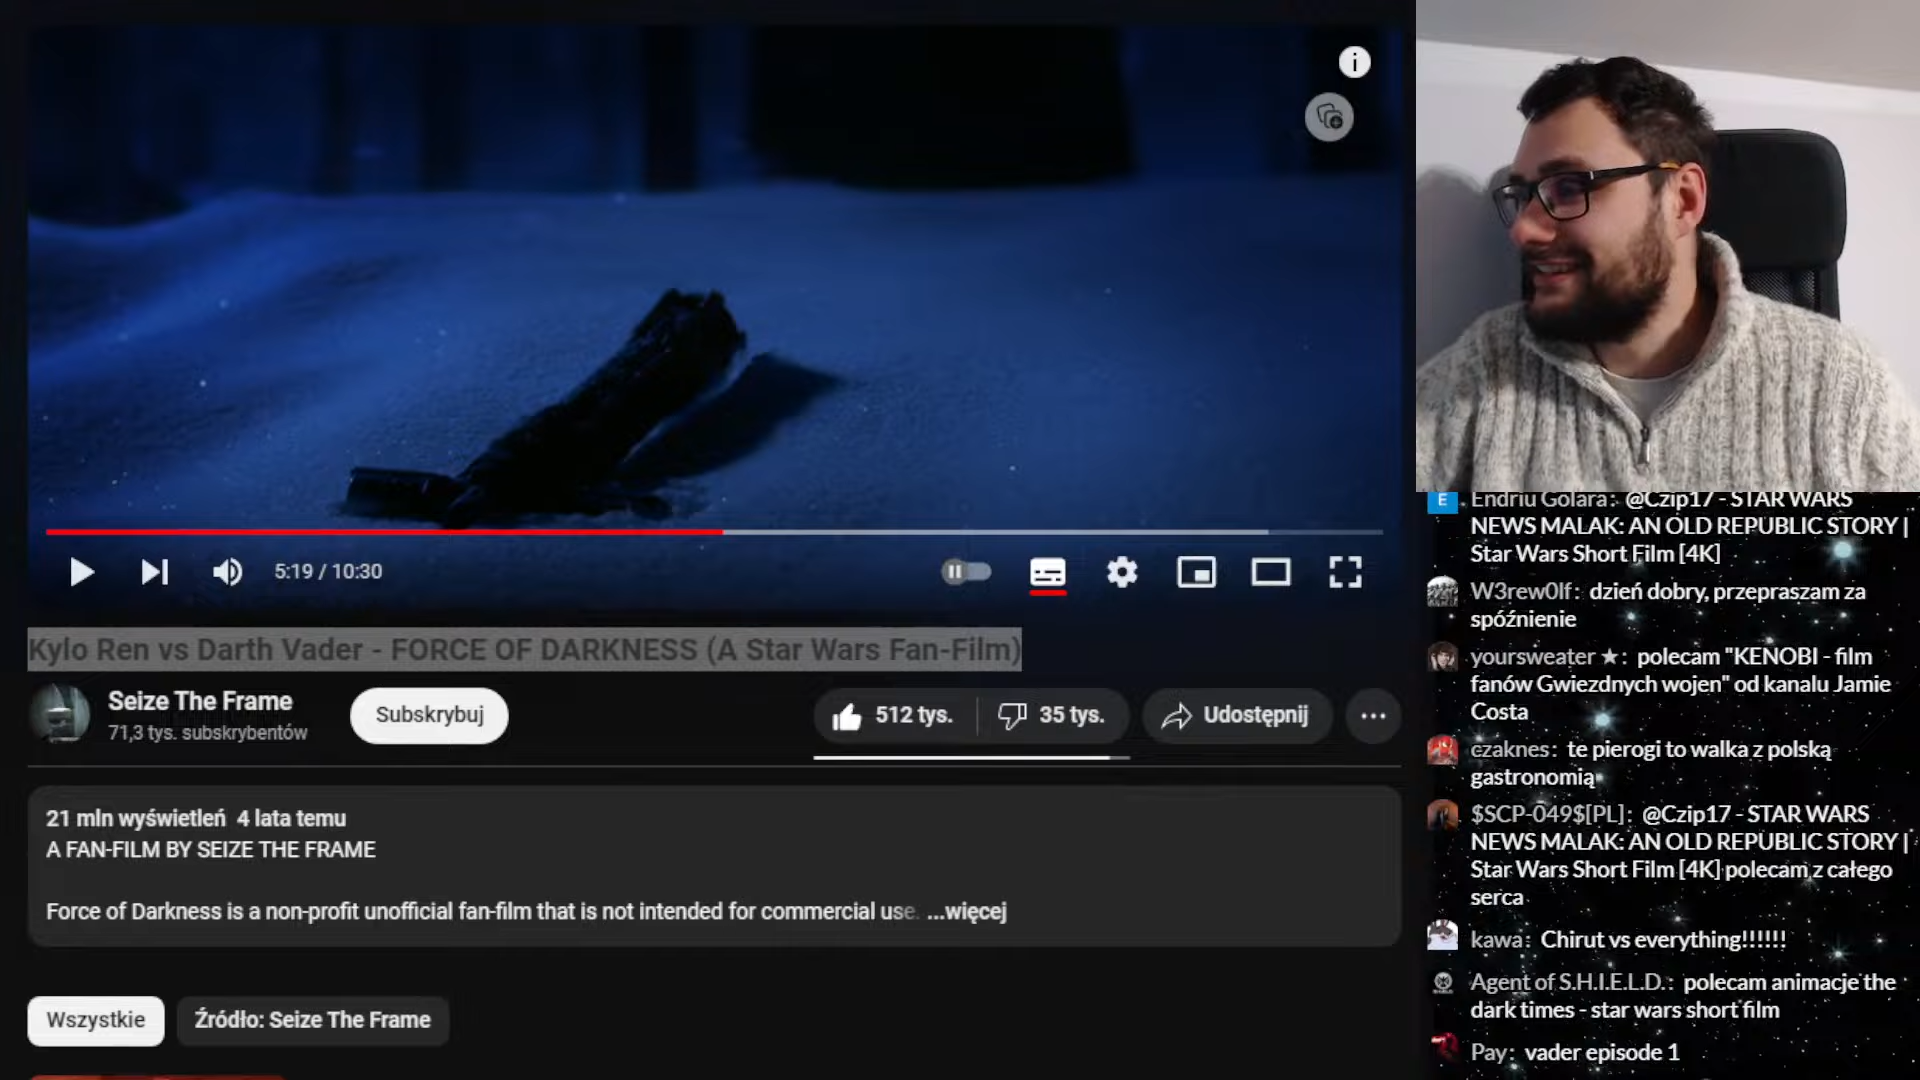 5:19 / 10:30
Kylo Ren vs Darth Vader - FORCE OF DARKNESS (A Star Wars Fan-Film)
Seize The Frame
71,3 tys. subskrybentów
Subskrybuj
512 tys.
35 tys.
Udostępnij
21 mln wyświetleń 4 lata temu
A FAN-FILM BY SEIZE THE FRAME
Force of Darkness is a non-profit unofficial fan-film that is not intended for commercial use. ...więcej
Wszystkie
Źródło: Seize The Frame
E
Endriu Golara: @Czip17 - STAR WARS
NEWS MALAK: AN OLD REPUBLIC STORY |
Star Wars Short Film [4K]
W3rew0lf: dzień dobry, przepraszam za
spóźnienie
yoursweater ★: polecam "KENOBI - film
fanów Gwiezdnych wojen" od kanalu Jamie
Costa
czaknes: te pierogi to walka z polską
gastronomią
$SCP-049$[PL]: @Czip17 - STAR WARS
NEWS MALAK: AN OLD REPUBLIC STORY |
Star Wars Short Film [4K] polecam z całego
serca
kawa: Chirut vs everything!!!!!!
Agent of S.H.I.E.L.D.: polecam animacje the
dark times - star wars short film
Pay: vader episode 1